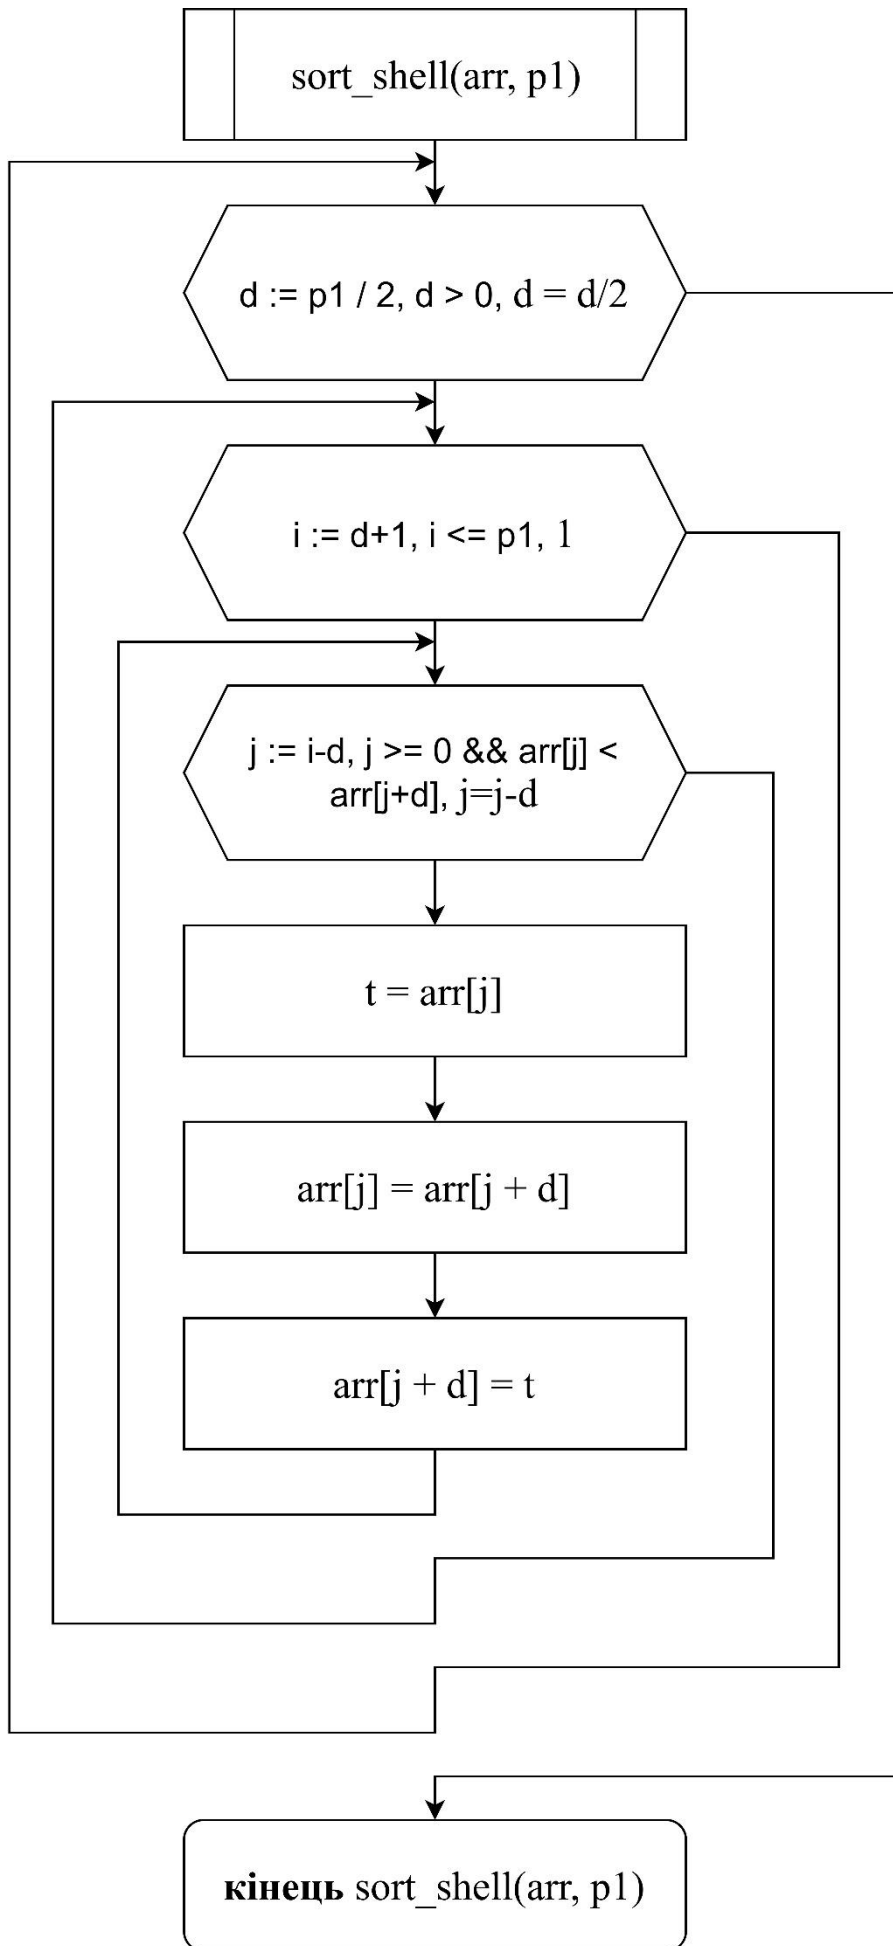 sort_shell(arr, p1)
d := p1 / 2, d > 0, d = d/2
i := d+1, i <= p1, 1
j := i-d, j >= 0 && arr[j] <
arr[j+d], j=j-d
t = arr[j]
arr[j] = arr[j + d]
arr[j + d] = t
кінець sort_shell(arr, p1)